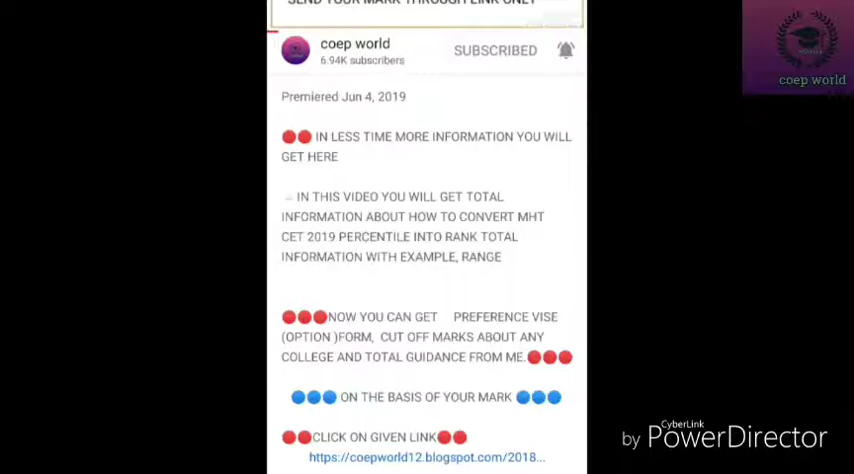 SEND YOUR MARK THROUGH LINK ONLY
coep world
SUBSCRIBED
6.94K subscribers
coep world
Premiered Jun 4, 2019
IN LESS TIME MORE INFORMATION YOU WILL
GET HERE
IN THIS VIDEO YOU WILL GET TOTAL
INFORMATION ABOUT HOW TO CONVERT MHT
CET 2019 PERCENTILE INTO RANK TOTAL
INFORMATION WITH EXAMPLE, RANGE
NOW YOU CAN GET PREFERENCE VISE
(OPTION )FORM, CUT OFF MARKS ABOUT ANY
COLLEGE AND TOTAL GUIDANCE FROM ME.
ON THE BASIS OF YOUR MARK
CLICK ON GIVEN LINK
https://coepworld12.blogspot.com/2018...
CyberLink
by PowerDirector